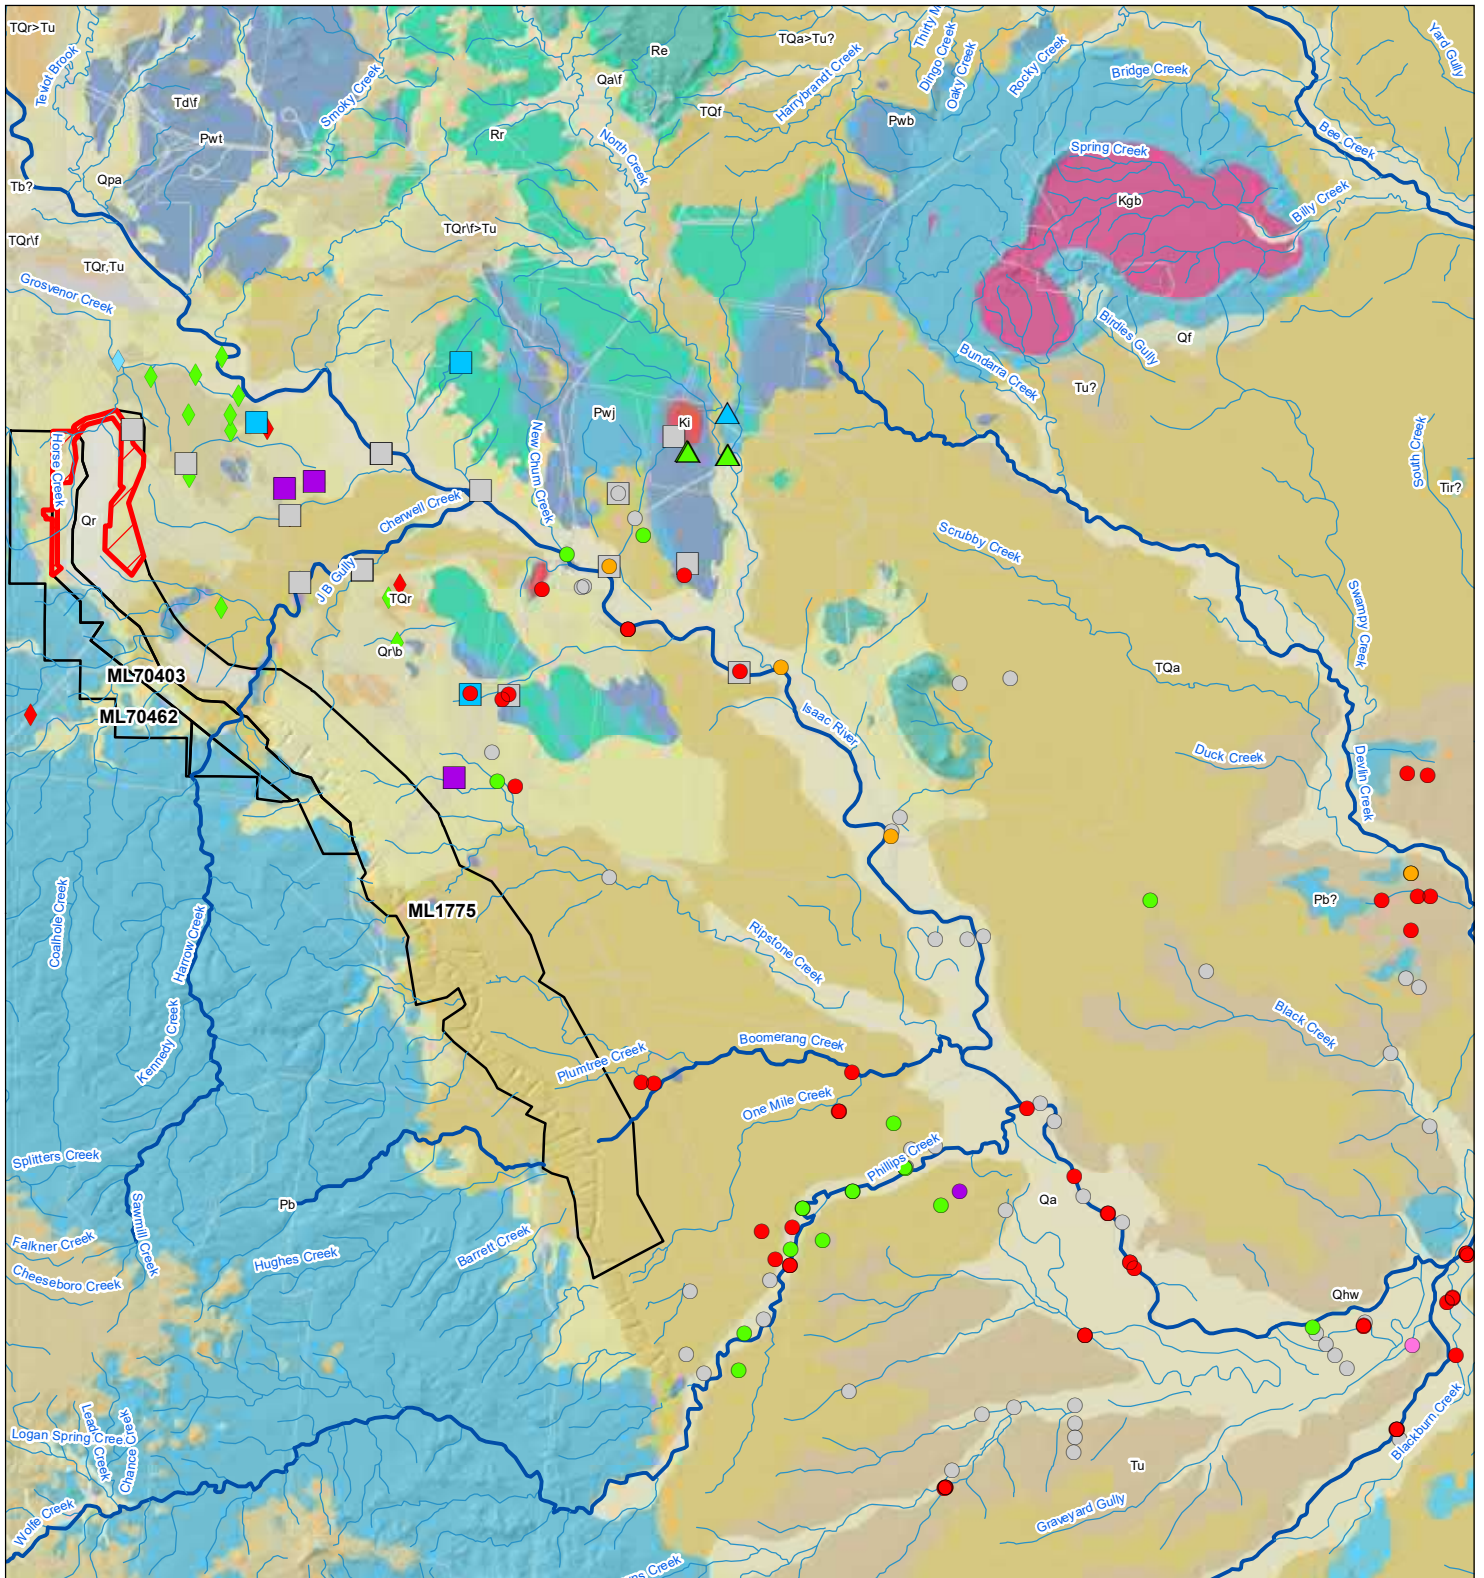 TQr>Tu
Teviot Brook
Td\f
Pwt
Smoky Creek
Re
Qa\f
TQf
Rr
North Creek
TQa>Tu?
Harrybrandt Creek
Dingo Creek
Oaky Creek
Rocky Creek
Bridge Creek
Yard Gully
Pwb
Spring Creek
Bee Creek
Billy Creek
Kgb
Qpa
Tb?
TQr\f
TQr,Tu
TQr\f>Tu
Grosvenor Creek
Birdies Gully
Qf
Bundarra Creek
Tu?
Pwj
Ki
New Chum Creek
Horse Creek
Qr
Cherwell Creek
J B Gully
TQr
Qr\b
South Creek
Tir?
Scrubby Creek
Swampy Creek
TQa
ML70403
ML70462
Isaac River
Duck Creek
Devlin Creek
Pb?
ML1775
Coalhole Creek
Harrow Creek
Kennedy Creek
Ripstone Creek
Black Creek
Boomerang Creek
Plumtree Creek
One Mile Creek
Phillips Creek
Splitters Creek
Sawmill Creek
Pb
Falkner Creek
Cheeseboro Creek
Hughes Creek
Barrett Creek
Qa
Qhw
Blackburn Creek
Tu
Graveyard Gully
Logan Spring Cree
Creek
Chance Creek
Wolfe Creek
Creek